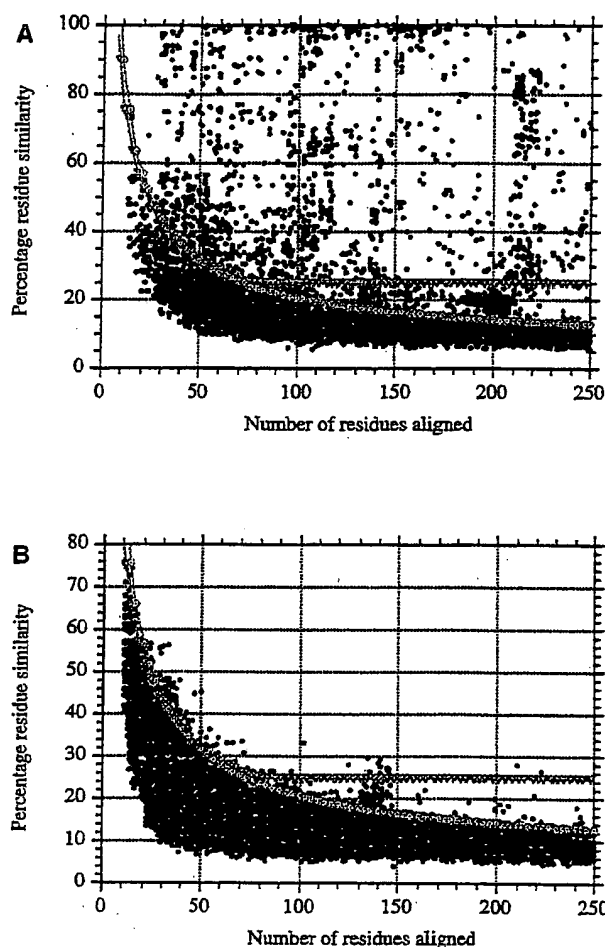 A
Percentage residue similarity
100
80
60
40
20
0
0 50 100 150 200 250
Number of residues aligned
B
Percentage residue similarity
80
70
60
50
40
30
20
10
0
0 50 100 150 200 250
Number of residues aligned